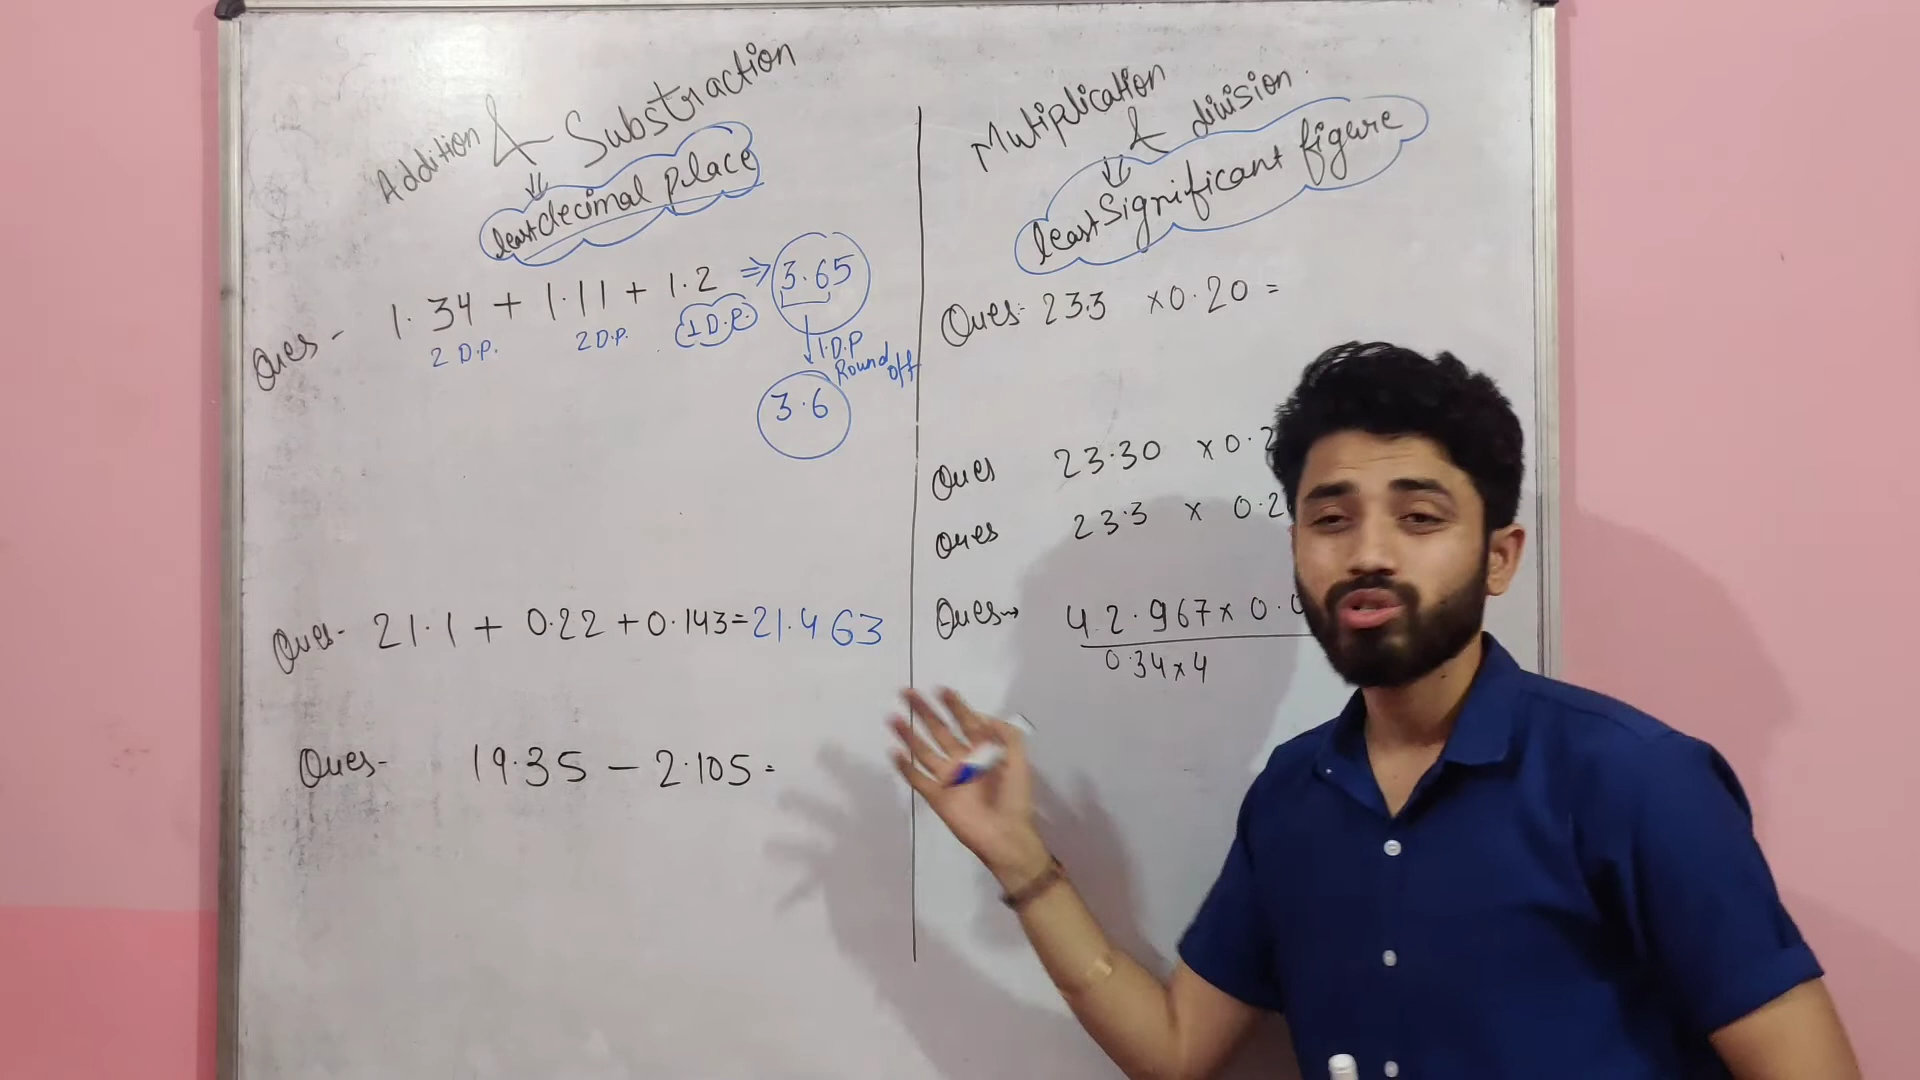 Addition & Substraction
least decimal place
Ques - 1.34 + 1.11 + 1.2 ⇒ 3.65
2 D.P. 2 D.P. 1 D.P.
1.D.P
Round off
3.6
Ques- 21.1 + 0.22 + 0.143 = 21.463
Ques- 19.35 - 2.105 =
Mutiplication & division
least Significant figure
Ques- 23.3 × 0.20 =
Ques 23.30 × 0.2
Ques 23.3 × 0.2
Ques→ 42.967 × 0.0
0.34 × 4